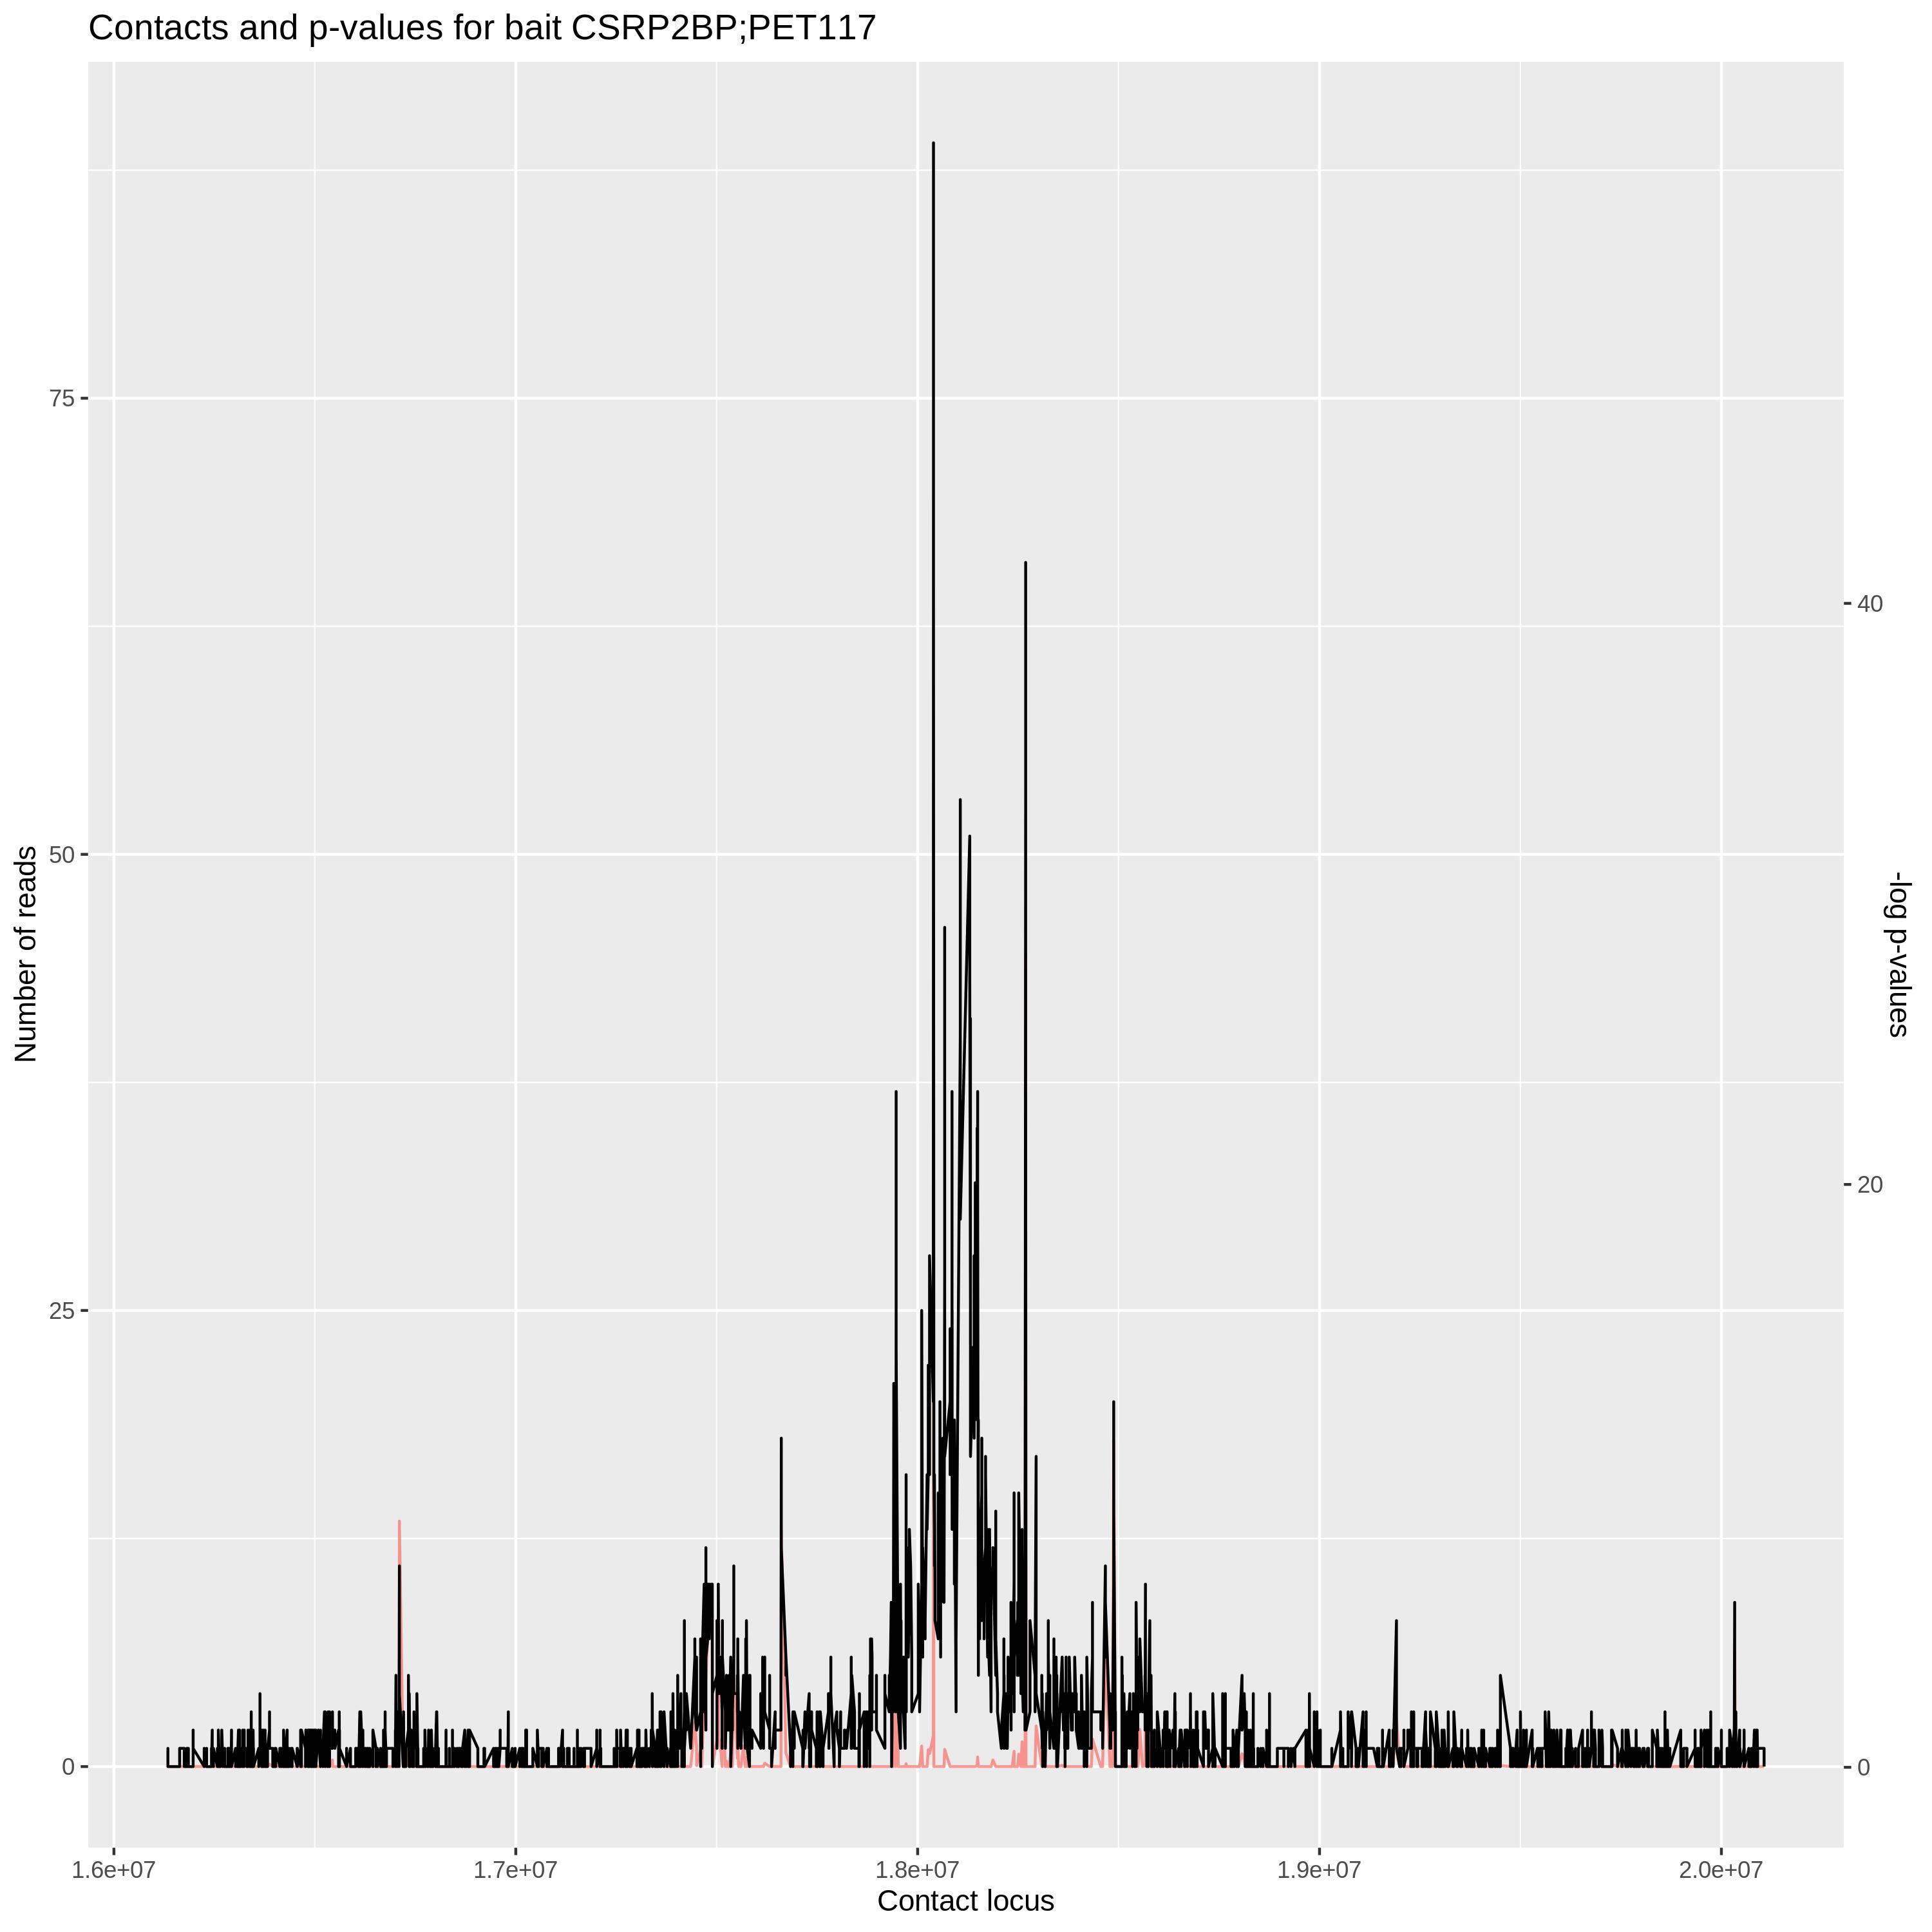 Contacts and p-values for bait CSRP2BP;PET117
75
50
25
0
Number of reads
40
20
0
-log p-values
1.6e+07
1.7e+07
1.8e+07
1.9e+07
2.0e+07
Contact locus